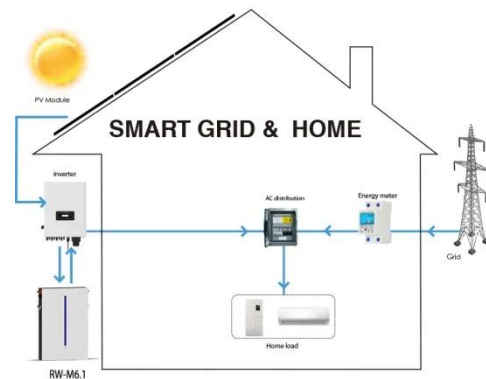 PV Module
SMART GRID & HOME
Inverter
AC distribution
Energy meter
Grid
Home load
RW-M6.1